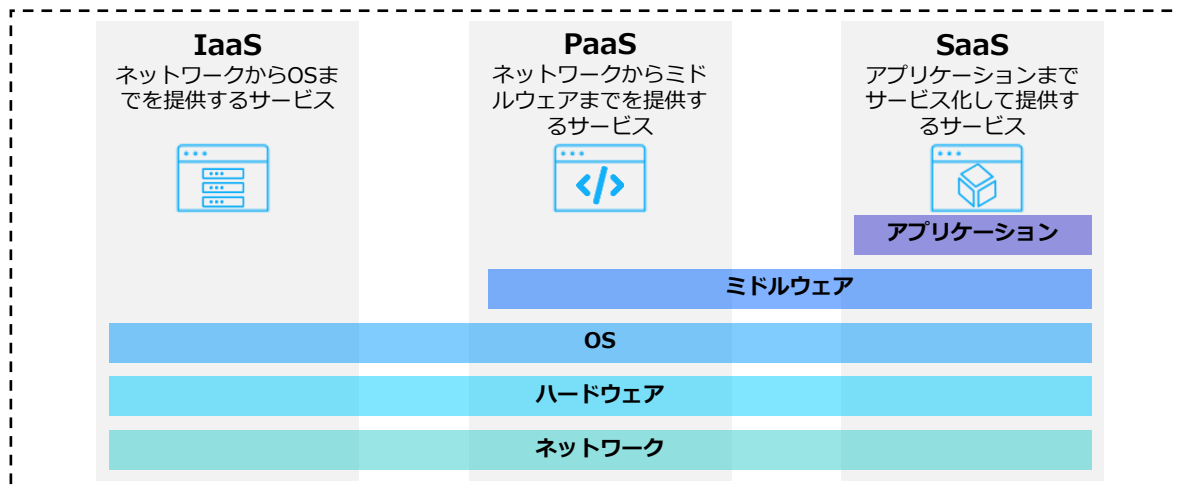 IaaS
ネットワークからOSま
でを提供するサービス
PaaS
ネットワークからミド
ルウェアまでを提供す
るサービス
SaaS
アプリケーションまで
サービス化して提供す
るサービス
アプリケーション
ミドルウェア
OS
ハードウェア
ネットワーク